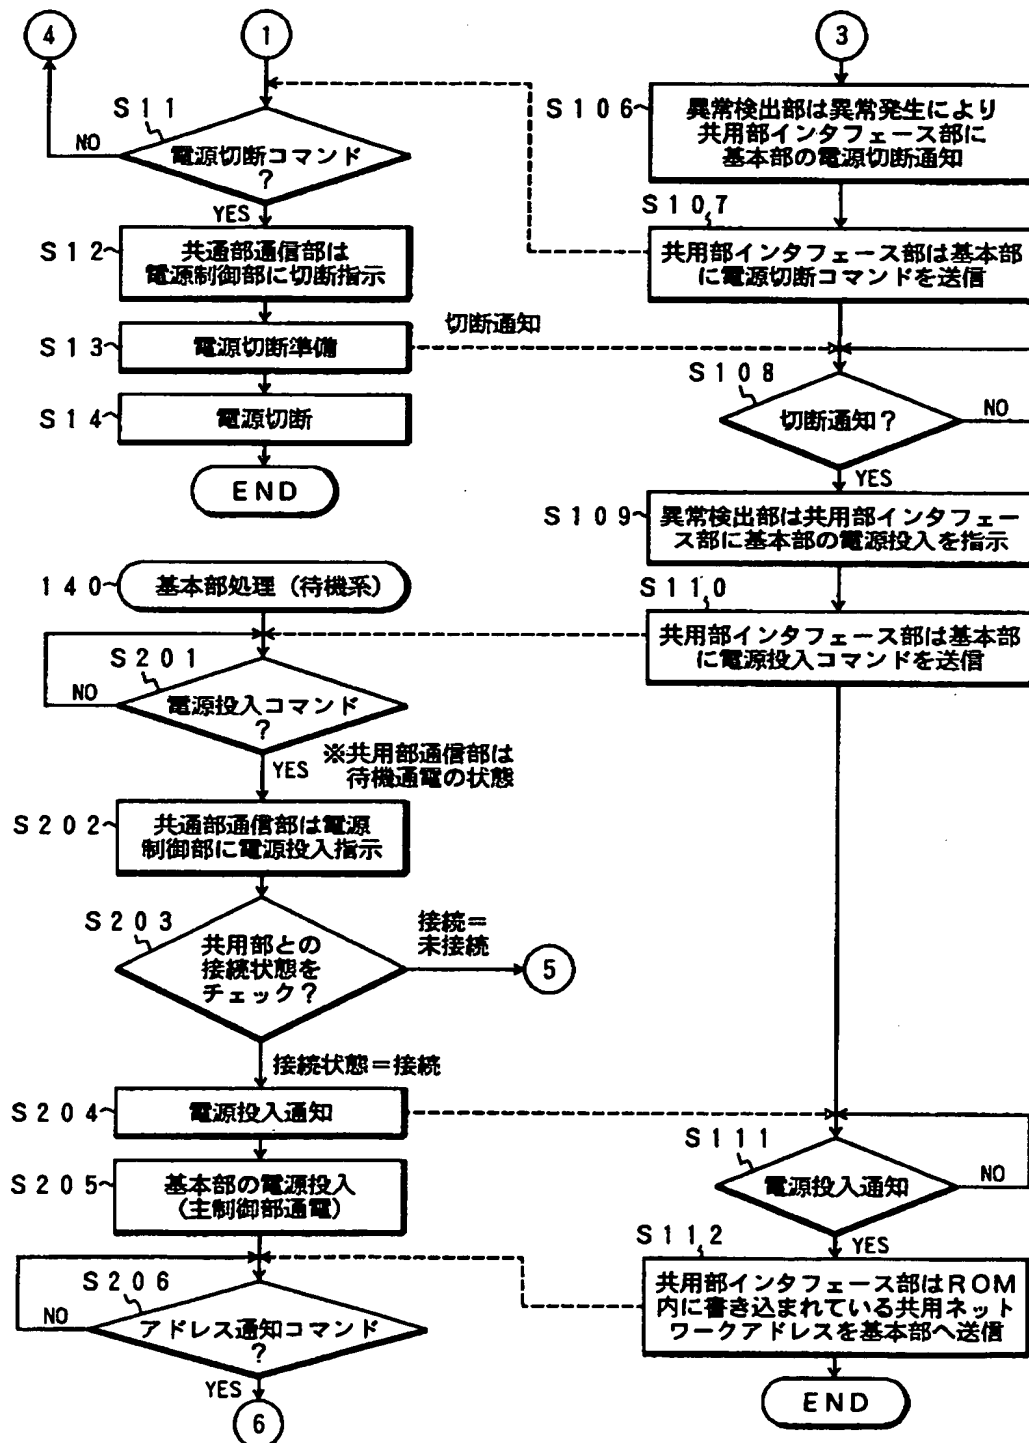 4
1
3
S11
NO
電源切断コマンド
?
YES
S12
共通部通信部は
電源制御部に切断指示
S13
電源切断準備
切断通知
S14
電源切断
END
S106
異常検出部は異常発生により
共用部インタフェース部に
基本部の電源切断通知
S107
共用部インタフェース部は基本部
に電源切断コマンドを送信
S108
切断通知?
NO
YES
S109
異常検出部は共用部インタフェー
ス部に基本部の電源投入を指示
S110
共用部インタフェース部は基本部
に電源投入コマンドを送信
140
基本部処理(待機系)
S201
NO
電源投入コマンド
?
YES
※共用部通信部は
待機通電の状態
S202
共通部通信部は電源
制御部に電源投入指示
S203
共用部との
接続状態を
チェック?
接続=
未接続
5
接続状態=接続
S204
電源投入通知
S205
基本部の電源投入
(主制御部通電)
S206
NO
アドレス通知コマンド
?
YES
6
S111
電源投入通知
NO
YES
S112
共用部インタフェース部はROM
内に書き込まれている共用ネット
ワークアドレスを基本部へ送信
END